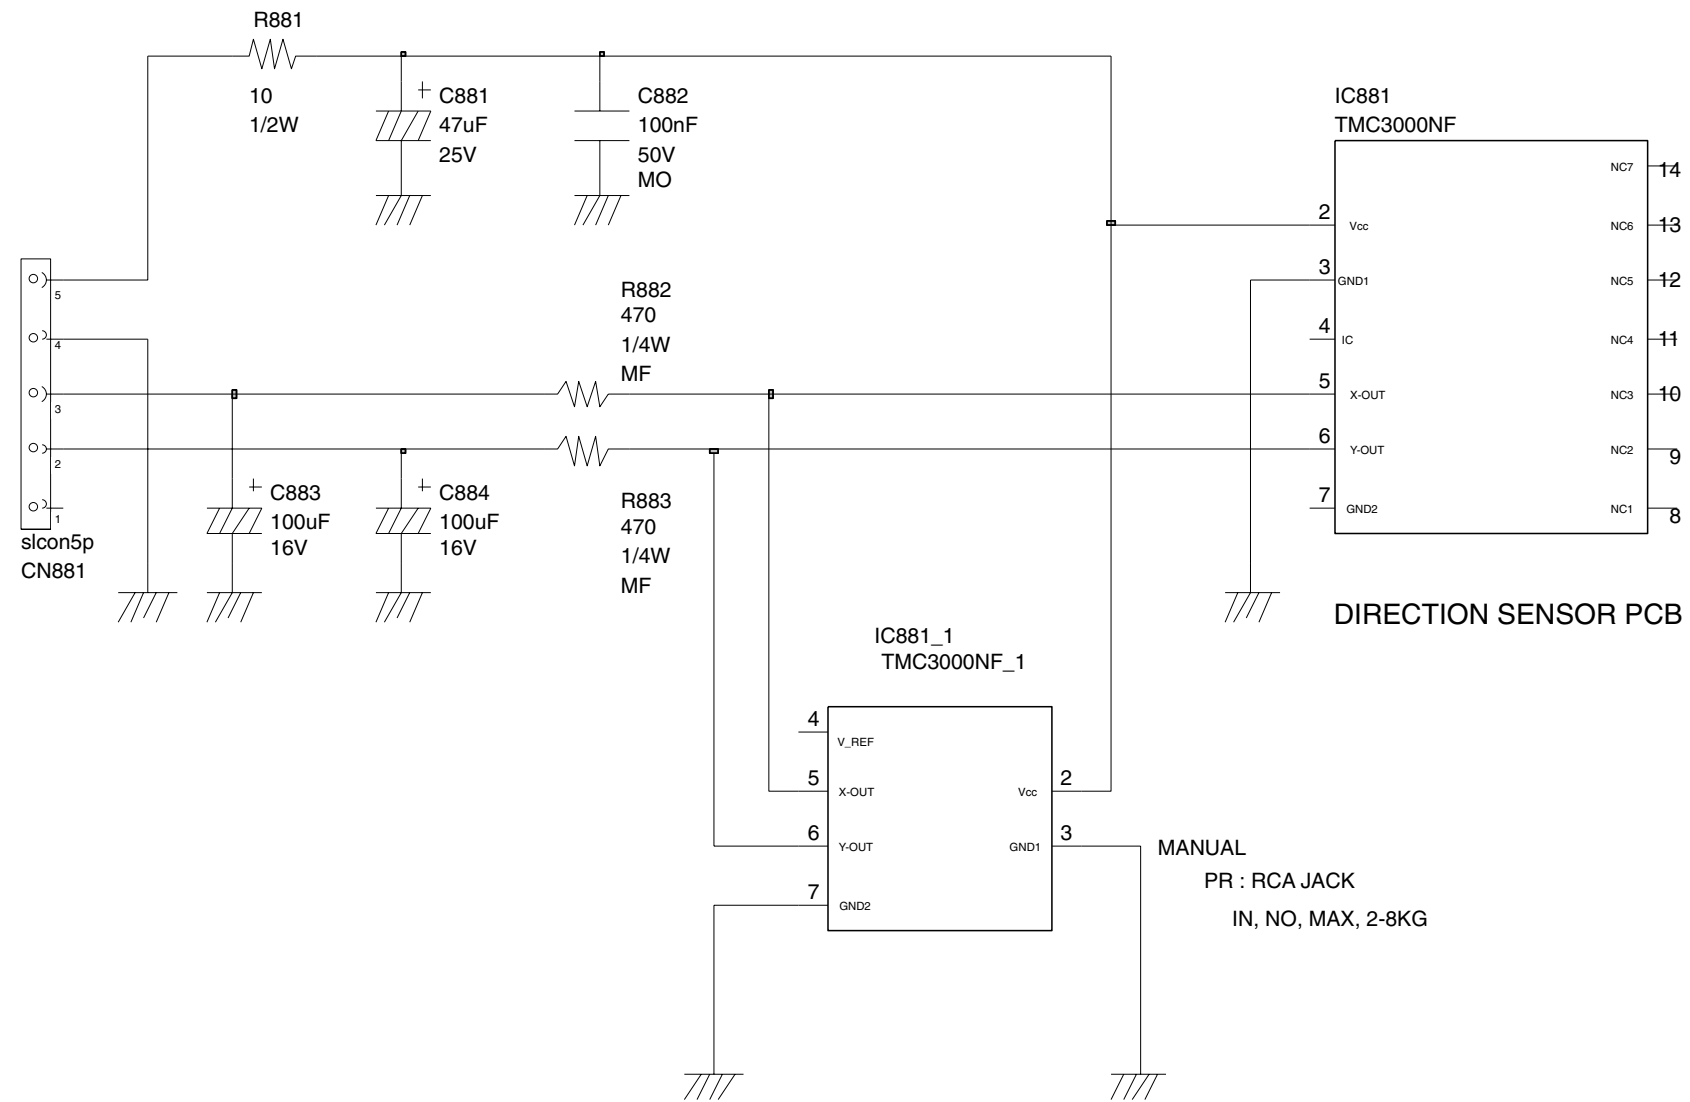 R881
10
1/2W
+ C881
47uF
25V
C882
100nF
50V
MO
IC881
TMC3000NF
2 Vcc
3 GND1
4 IC
5 X-OUT
6 Y-OUT
7 GND2
NC7 14
NC6 13
NC5 12
NC4 11
NC3 10
NC2 9
NC1 8
5
4
3
2
1
slcon5p
CN881
R882
470
1/4W
MF
+ C883
100uF
16V
+ C884
100uF
16V
R883
470
1/4W
MF
DIRECTION SENSOR PCB
IC881_1
TMC3000NF_1
4 V_REF
5 X-OUT
6 Y-OUT
7 GND2
Vcc 2
GND1 3
MANUAL
PR : RCA JACK
IN, NO, MAX, 2-8KG